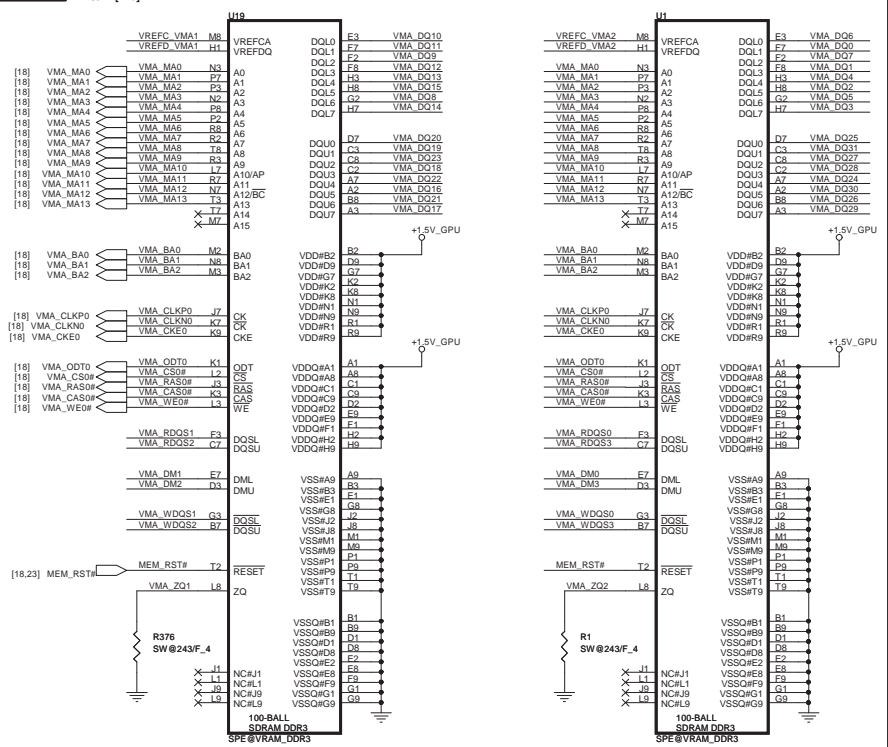 U19
VREFC_VMA1 M8 VREFCA
VREFD_VMA1 H1 VREFDQ
[18] VMA_MA0 VMA_MA0 N3 A0
[18] VMA_MA1 VMA_MA1 P7 A1
[18] VMA_MA2 VMA_MA2 P3 A2
[18] VMA_MA3 VMA_MA3 N2 A3
[18] VMA_MA4 VMA_MA4 P8 A4
[18] VMA_MA5 VMA_MA5 P2 A5
[18] VMA_MA6 VMA_MA6 R8 A6
[18] VMA_MA7 VMA_MA7 R2 A7
[18] VMA_MA8 VMA_MA8 T8 A8
[18] VMA_MA9 VMA_MA9 R3 A9
[18] VMA_MA10 VMA_MA10 L7 A10/AP
[18] VMA_MA11 VMA_MA11 R7 A11
[18] VMA_MA12 VMA_MA12 N7 A12/BC
[18] VMA_MA13 VMA_MA13 T3 A13
T7 A14
M7 A15
[18] VMA_BA0 VMA_BA0 M2 BA0
[18] VMA_BA1 VMA_BA1 N8 BA1
[18] VMA_BA2 VMA_BA2 M3 BA2
[18] VMA_CLKP0 VMA_CLKP0 J7 CK
[18] VMA_CLKN0 VMA_CLKN0 K7 CK
[18] VMA_CKE0 VMA_CKE0 K9 CKE
[18] VMA_ODT0 VMA_ODT0 K1 ODT
[18] VMA_CS0# VMA_CS0# L2 CS
[18] VMA_RAS0# VMA_RAS0# J3 RAS
[18] VMA_CAS0# VMA_CAS0# K3 CAS
[18] VMA_WE0# VMA_WE0# L3 WE
VMA_RDQS1 F3 DQSL
VMA_RDQS2 C7 DQSU
VMA_DM1 E7 DML
VMA_DM2 D3 DMU
VMA_WDQS1 G3 DQSL
VMA_WDQS2 B7 DQSU
[18,23] MEM_RST# MEM_RST# T2 RESET
VMA_ZQ1 L8 ZQ
R376
SW@243/F_4
J1 NC#J1
L1 NC#L1
J9 NC#J9
L9 NC#L9
DQL0 E3 VMA_DQ10
DQL1 F7 VMA_DQ11
DQL2 F2 VMA_DQ9
DQL3 F8 VMA_DQ12
DQL4 H3 VMA_DQ13
DQL5 H8 VMA_DQ15
DQL6 G2 VMA_DQ8
DQL7 H7 VMA_DQ14
DQU0 D7 VMA_DQ20
DQU1 C3 VMA_DQ19
DQU2 C8 VMA_DQ23
DQU3 C2 VMA_DQ18
DQU4 A7 VMA_DQ22
DQU5 A2 VMA_DQ16
DQU6 B8 VMA_DQ21
DQU7 A3 VMA_DQ17
+1.5V_GPU
VDD#B2 B2
VDD#D9 D9
VDD#G7 G7
VDD#K2 K2
VDD#K8 K8
VDD#N1 N1
VDD#N9 N9
VDD#R1 R1
VDD#R9 R9
+1.5V_GPU
VDDQ#A1 A1
VDDQ#A8 A8
VDDQ#C1 C1
VDDQ#C9 C9
VDDQ#D2 D2
VDDQ#E9 E9
VDDQ#F1 F1
VDDQ#H2 H2
VDDQ#H9 H9
VSS#A9 A9
VSS#B3 B3
VSS#E1 E1
VSS#G8 G8
VSS#J2 J2
VSS#J8 J8
VSS#M1 M1
VSS#M9 M9
VSS#P1 P1
VSS#P9 P9
VSS#T1 T1
VSS#T9 T9
VSSQ#B1 B1
VSSQ#B9 B9
VSSQ#D1 D1
VSSQ#D8 D8
VSSQ#E2 E2
VSSQ#E8 E8
VSSQ#F9 F9
VSSQ#G1 G1
VSSQ#G9 G9
100-BALL
SDRAM DDR3
SPE@VRAM_DDR3
U1
VREFC_VMA2 M8 VREFCA
VREFD_VMA2 H1 VREFDQ
VMA_MA0 N3 A0
VMA_MA1 P7 A1
VMA_MA2 P3 A2
VMA_MA3 N2 A3
VMA_MA4 P8 A4
VMA_MA5 P2 A5
VMA_MA6 R8 A6
VMA_MA7 R2 A7
VMA_MA8 T8 A8
VMA_MA9 R3 A9
VMA_MA10 L7 A10/AP
VMA_MA11 R7 A11
VMA_MA12 N7 A12/BC
VMA_MA13 T3 A13
T7 A14
M7 A15
VMA_BA0 M2 BA0
VMA_BA1 N8 BA1
VMA_BA2 M3 BA2
VMA_CLKP0 J7 CK
VMA_CLKN0 K7 CK
VMA_CKE0 K9 CKE
VMA_ODT0 K1 ODT
VMA_CS0# L2 CS
VMA_RAS0# J3 RAS
VMA_CAS0# K3 CAS
VMA_WE0# L3 WE
VMA_RDQS0 F3 DQSL
VMA_RDQS3 C7 DQSU
VMA_DM0 E7 DML
VMA_DM3 D3 DMU
VMA_WDQS0 G3 DQSL
VMA_WDQS3 B7 DQSU
MEM_RST# T2 RESET
VMA_ZQ2 L8 ZQ
R1
SW@243/F_4
J1 NC#J1
L1 NC#L1
J9 NC#J9
L9 NC#L9
DQL0 E3 VMA_DQ6
DQL1 F7 VMA_DQ0
DQL2 F2 VMA_DQ7
DQL3 F8 VMA_DQ1
DQL4 H3 VMA_DQ4
DQL5 H8 VMA_DQ2
DQL6 G2 VMA_DQ5
DQL7 H7 VMA_DQ3
DQU0 D7 VMA_DQ25
DQU1 C3 VMA_DQ31
DQU2 C8 VMA_DQ27
DQU3 C2 VMA_DQ28
DQU4 A7 VMA_DQ24
DQU5 A2 VMA_DQ30
DQU6 B8 VMA_DQ26
DQU7 A3 VMA_DQ29
+1.5V_GPU
VDD#B2 B2
VDD#D9 D9
VDD#G7 G7
VDD#K2 K2
VDD#K8 K8
VDD#N1 N1
VDD#N9 N9
VDD#R1 R1
VDD#R9 R9
+1.5V_GPU
VDDQ#A1 A1
VDDQ#A8 A8
VDDQ#C1 C1
VDDQ#C9 C9
VDDQ#D2 D2
VDDQ#E9 E9
VDDQ#F1 F1
VDDQ#H2 H2
VDDQ#H9 H9
VSS#A9 A9
VSS#B3 B3
VSS#E1 E1
VSS#G8 G8
VSS#J2 J2
VSS#J8 J8
VSS#M1 M1
VSS#M9 M9
VSS#P1 P1
VSS#P9 P9
VSS#T1 T1
VSS#T9 T9
VSSQ#B1 B1
VSSQ#B9 B9
VSSQ#D1 D1
VSSQ#D8 D8
VSSQ#E2 E2
VSSQ#E8 E8
VSSQ#F9 F9
VSSQ#G1 G1
VSSQ#G9 G9
100-BALL
SDRAM DDR3
SPE@VRAM_DDR3